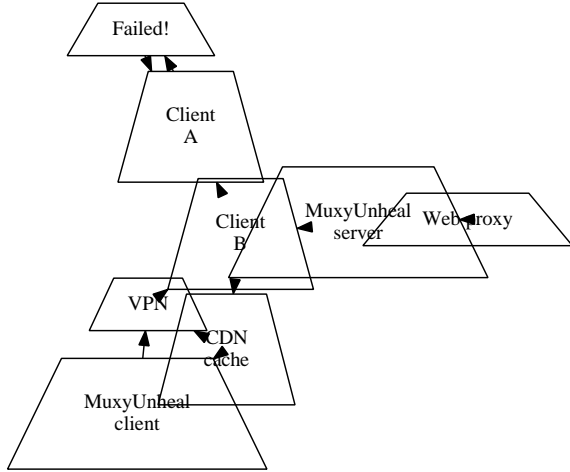 Failed!
Client
A
Client
B
MuxyUnheal
server
Web proxy
VPN
CDN
cache
MuxyUnheal
client